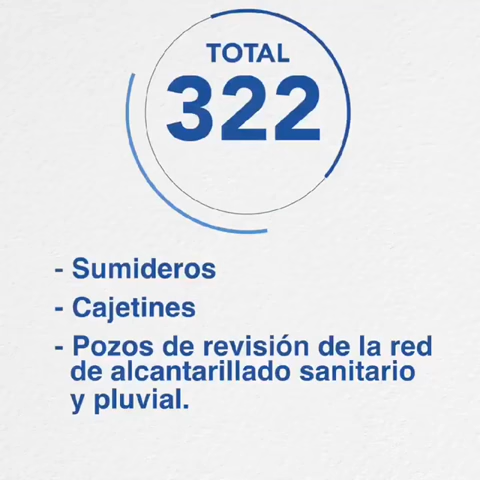 TOTAL
322
- Sumideros
- Cajetines
- Pozos de revisión de la red
de alcantarillado sanitario
y pluvial.